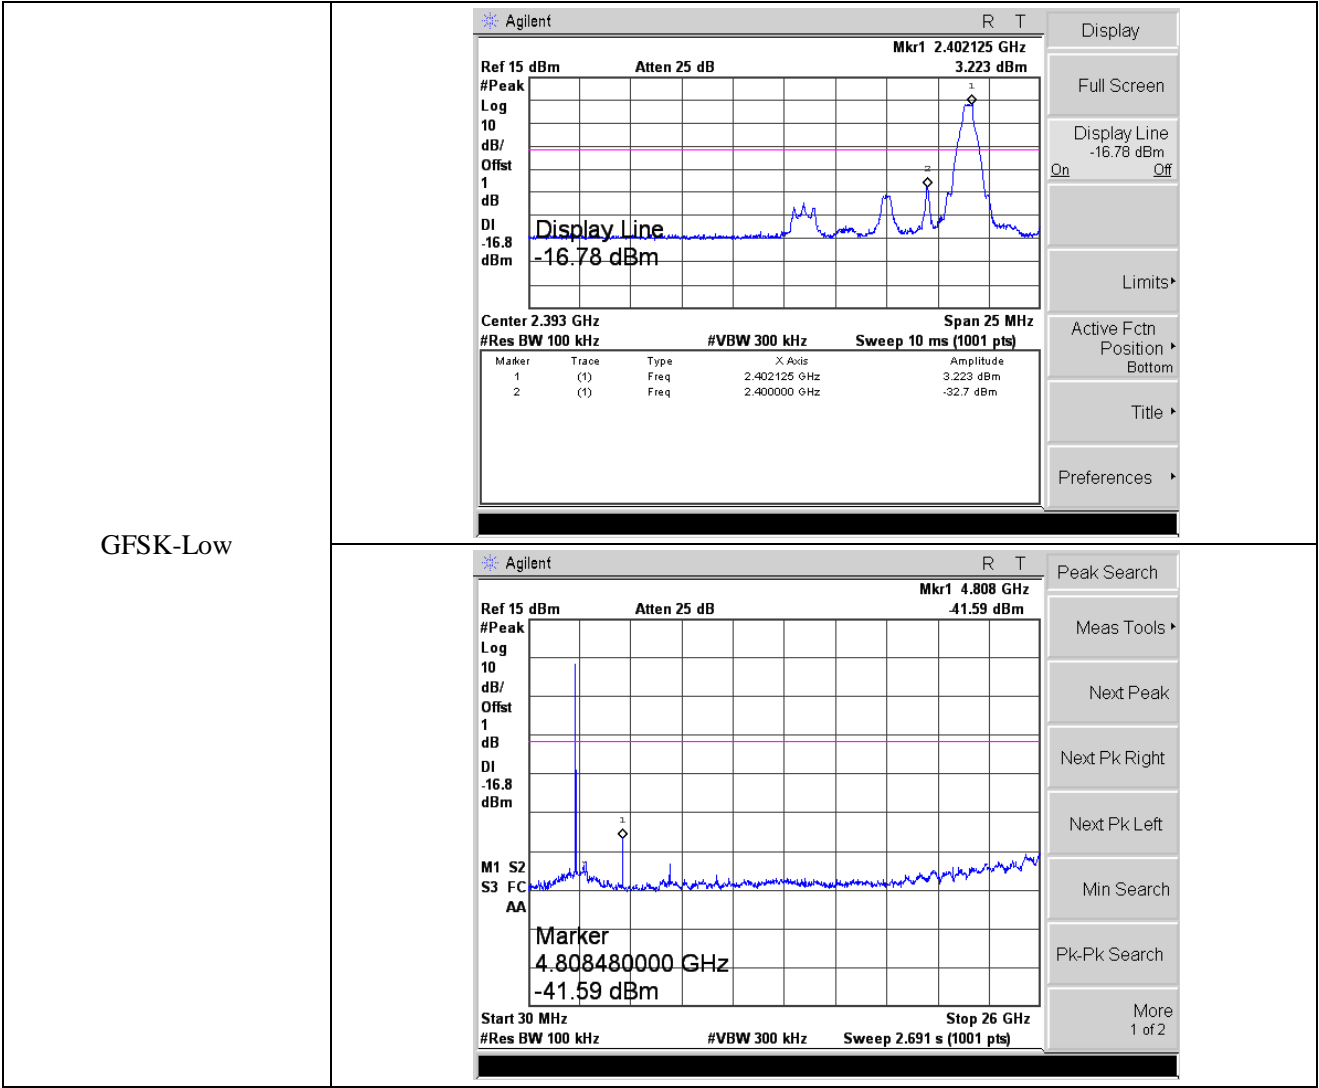 GFSK-Low
Agilent R T
Mkr1 2.402125 GHz
Ref 15 dBm Atten 25 dB 3.223 dBm
#Peak
Log
10
dB/
Offst
1
dB
DI
-16.8
dBm
1
2
Display Line
-16.78 dBm
Center 2.393 GHz Span 25 MHz
#Res BW 100 kHz #VBW 300 kHz Sweep 10 ms (1001 pts)
Marker Trace Type X Axis Amplitude
1 (1) Freq 2.402125 GHz 3.223 dBm
2 (1) Freq 2.400000 GHz -32.7 dBm
Display
Full Screen
Display Line
-16.78 dBm
On Off
Limits
Active Fctn
Position
Bottom
Title
Preferences
Agilent R T
Mkr1 4.808 GHz
Ref 15 dBm Atten 25 dB -41.59 dBm
#Peak
Log
10
dB/
Offst
1
dB
DI
-16.8
dBm
1
M1 S2
S3 FC
AA
Marker
4.808480000 GHz
-41.59 dBm
Start 30 MHz Stop 26 GHz
#Res BW 100 kHz #VBW 300 kHz Sweep 2.691 s (1001 pts)
Peak Search
Meas Tools
Next Peak
Next Pk Right
Next Pk Left
Min Search
Pk-Pk Search
More
1 of 2